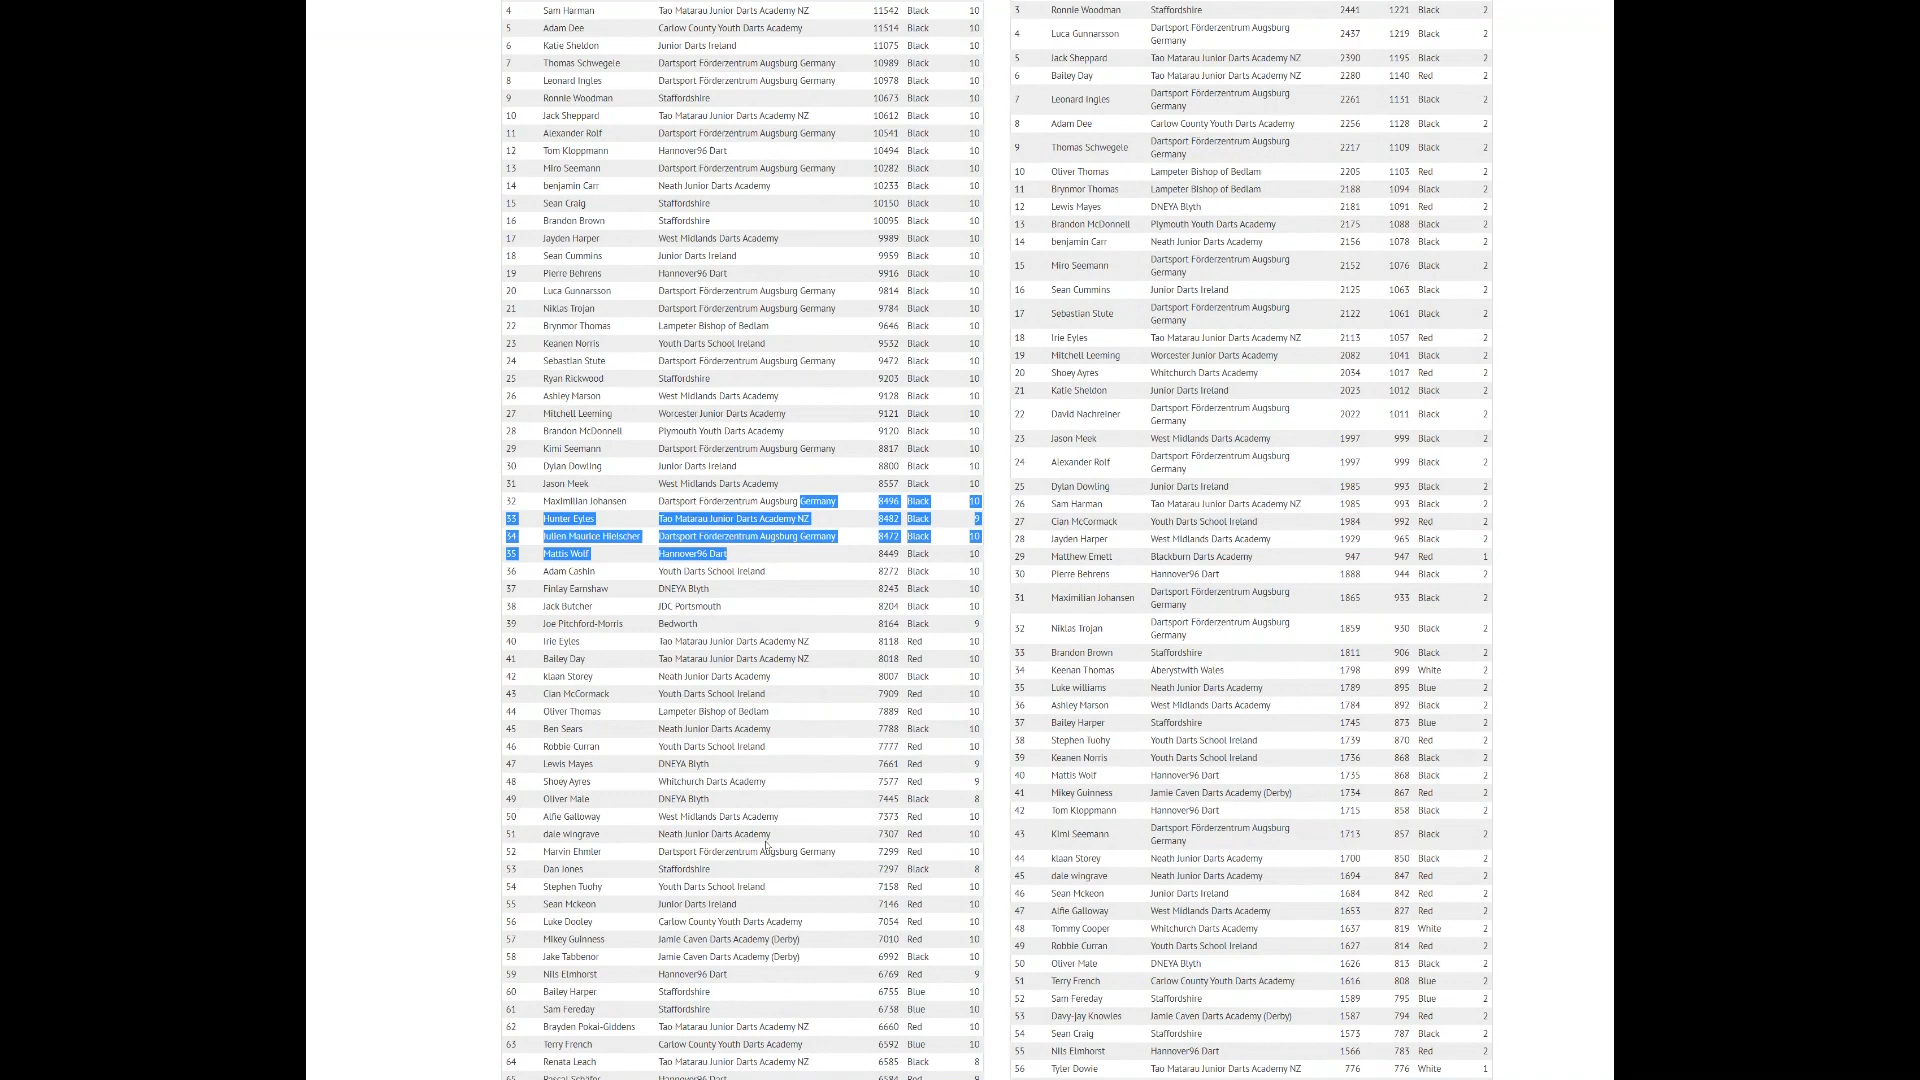 4 Sam Harman Tao Matarau Junior Darts Academy NZ 11542 Black 10
5 Adam Dee Carlow County Youth Darts Academy 11514 Black 10
6 Katie Sheldon Junior Darts Ireland 11075 Black 10
7 Thomas Schwegele Dartsport Förderzentrum Augsburg Germany 10989 Black 10
8 Leonard Ingles Dartsport Förderzentrum Augsburg Germany 10978 Black 10
9 Ronnie Woodman Staffordshire 10673 Black 10
10 Jack Sheppard Tao Matarau Junior Darts Academy NZ 10612 Black 10
11 Alexander Rolf Dartsport Förderzentrum Augsburg Germany 10541 Black 10
12 Tom Kloppmann Hannover96 Dart 10494 Black 10
13 Miro Seemann Dartsport Förderzentrum Augsburg Germany 10282 Black 10
14 benjamin Carr Neath Junior Darts Academy 10233 Black 10
15 Sean Craig Staffordshire 10150 Black 10
16 Brandon Brown Staffordshire 10095 Black 10
17 Jayden Harper West Midlands Darts Academy 9989 Black 10
18 Sean Cummins Junior Darts Ireland 9959 Black 10
19 Pierre Behrens Hannover96 Dart 9916 Black 10
20 Luca Gunnarsson Dartsport Förderzentrum Augsburg Germany 9814 Black 10
21 Niklas Trojan Dartsport Förderzentrum Augsburg Germany 9784 Black 10
22 Brynmor Thomas Lampeter Bishop of Bedlam 9646 Black 10
23 Keanen Norris Youth Darts School Ireland 9532 Black 10
24 Sebastian Stute Dartsport Förderzentrum Augsburg Germany 9472 Black 10
25 Ryan Rickwood Staffordshire 9203 Black 10
26 Ashley Marson West Midlands Darts Academy 9128 Black 10
27 Mitchell Leeming Worcester Junior Darts Academy 9121 Black 10
28 Brandon McDonnell Plymouth Youth Darts Academy 9120 Black 10
29 Kimi Seemann Dartsport Förderzentrum Augsburg Germany 8817 Black 10
30 Dylan Dowling Junior Darts Ireland 8800 Black 10
31 Jason Meek West Midlands Darts Academy 8557 Black 10
32 Maximilian Johansen Dartsport Förderzentrum Augsburg Germany 8496 Black 10
33 Hunter Eyles Tao Matarau Junior Darts Academy NZ 8482 Black 9
34 Julien Maurice Hielscher Dartsport Förderzentrum Augsburg Germany 8472 Black 10
35 Mattis Wolf Hannover96 Dart 8449 Black 10
36 Adam Cashin Youth Darts School Ireland 8272 Black 10
37 Finlay Earnshaw DNEYA Blyth 8243 Black 10
38 Jack Butcher JDC Portsmouth 8204 Black 10
39 Joe Pitchford-Morris Bedworth 8164 Black 9
40 Irie Eyles Tao Matarau Junior Darts Academy NZ 8118 Red 10
41 Bailey Day Tao Matarau Junior Darts Academy NZ 8018 Red 10
42 klaan Storey Neath Junior Darts Academy 8007 Black 10
43 Cian McCormack Youth Darts School Ireland 7909 Red 10
44 Oliver Thomas Lampeter Bishop of Bedlam 7889 Red 10
45 Ben Sears Neath Junior Darts Academy 7788 Black 10
46 Robbie Curran Youth Darts School Ireland 7777 Red 10
47 Lewis Mayes DNEYA Blyth 7661 Red 9
48 Shoey Ayres Whitchurch Darts Academy 7577 Red 9
49 Oliver Male DNEYA Blyth 7445 Black 8
50 Alfie Galloway West Midlands Darts Academy 7373 Red 10
51 dale wingrave Neath Junior Darts Academy 7307 Red 10
52 Marvin Ehmler Dartsport Förderzentrum Augsburg Germany 7299 Red 10
53 Dan Jones Staffordshire 7297 Black 8
54 Stephen Tuohy Youth Darts School Ireland 7158 Red 10
55 Sean Mckeon Junior Darts Ireland 7146 Red 10
56 Luke Dooley Carlow County Youth Darts Academy 7054 Red 10
57 Mikey Guinness Jamie Caven Darts Academy (Derby) 7010 Red 10
58 Jake Tabbenor Jamie Caven Darts Academy (Derby) 6992 Black 10
59 Nils Elmhorst Hannover96 Dart 6769 Red 9
60 Bailey Harper Staffordshire 6755 Blue 10
61 Sam Fereday Staffordshire 6738 Blue 10
62 Brayden Pokai-Giddens Tao Matarau Junior Darts Academy NZ 6660 Red 10
63 Terry French Carlow County Youth Darts Academy 6592 Blue 10
64 Renata Leach Tao Matarau Junior Darts Academy NZ 6585 Black 8
65 Pascal Schäfer Hannover96 Dart 6584 Red 9
3 Ronnie Woodman Staffordshire 2441 1221 Black 2
4 Luca Gunnarsson Dartsport Förderzentrum Augsburg
Germany 2437 1219 Black 2
5 Jack Sheppard Tao Matarau Junior Darts Academy NZ 2390 1195 Black 2
6 Bailey Day Tao Matarau Junior Darts Academy NZ 2280 1140 Red 2
7 Leonard Ingles Dartsport Förderzentrum Augsburg
Germany 2261 1131 Black 2
8 Adam Dee Carlow County Youth Darts Academy 2256 1128 Black 2
9 Thomas Schwegele Dartsport Förderzentrum Augsburg
Germany 2217 1109 Black 2
10 Oliver Thomas Lampeter Bishop of Bedlam 2205 1103 Red 2
11 Brynmor Thomas Lampeter Bishop of Bedlam 2188 1094 Black 2
12 Lewis Mayes DNEYA Blyth 2181 1091 Red 2
13 Brandon McDonnell Plymouth Youth Darts Academy 2175 1088 Black 2
14 benjamin Carr Neath Junior Darts Academy 2156 1078 Black 2
15 Miro Seemann Dartsport Förderzentrum Augsburg
Germany 2152 1076 Black 2
16 Sean Cummins Junior Darts Ireland 2125 1063 Black 2
17 Sebastian Stute Dartsport Förderzentrum Augsburg
Germany 2122 1061 Black 2
18 Irie Eyles Tao Matarau Junior Darts Academy NZ 2113 1057 Red 2
19 Mitchell Leeming Worcester Junior Darts Academy 2082 1041 Black 2
20 Shoey Ayres Whitchurch Darts Academy 2034 1017 Red 2
21 Katie Sheldon Junior Darts Ireland 2023 1012 Black 2
22 David Nachreiner Dartsport Förderzentrum Augsburg
Germany 2022 1011 Black 2
23 Jason Meek West Midlands Darts Academy 1997 999 Black 2
24 Alexander Rolf Dartsport Förderzentrum Augsburg
Germany 1997 999 Black 2
25 Dylan Dowling Junior Darts Ireland 1985 993 Black 2
26 Sam Harman Tao Matarau Junior Darts Academy NZ 1985 993 Black 2
27 Cian McCormack Youth Darts School Ireland 1984 992 Red 2
28 Jayden Harper West Midlands Darts Academy 1929 965 Black 2
29 Matthew Emett Blackburn Darts Academy 947 947 Red 1
30 Pierre Behrens Hannover96 Dart 1888 944 Black 2
31 Maximilian Johansen Dartsport Förderzentrum Augsburg
Germany 1865 933 Black 2
32 Niklas Trojan Dartsport Förderzentrum Augsburg
Germany 1859 930 Black 2
33 Brandon Brown Staffordshire 1811 906 Black 2
34 Keenan Thomas Aberystwith Wales 1798 899 White 2
35 Luke williams Neath Junior Darts Academy 1789 895 Blue 2
36 Ashley Marson West Midlands Darts Academy 1784 892 Black 2
37 Bailey Harper Staffordshire 1745 873 Blue 2
38 Stephen Tuohy Youth Darts School Ireland 1739 870 Red 2
39 Keanen Norris Youth Darts School Ireland 1736 868 Black 2
40 Mattis Wolf Hannover96 Dart 1735 868 Black 2
41 Mikey Guinness Jamie Caven Darts Academy (Derby) 1734 867 Red 2
42 Tom Kloppmann Hannover96 Dart 1715 858 Black 2
43 Kimi Seemann Dartsport Förderzentrum Augsburg
Germany 1713 857 Black 2
44 klaan Storey Neath Junior Darts Academy 1700 850 Black 2
45 dale wingrave Neath Junior Darts Academy 1694 847 Red 2
46 Sean Mckeon Junior Darts Ireland 1684 842 Red 2
47 Alfie Galloway West Midlands Darts Academy 1653 827 Red 2
48 Tommy Cooper Whitchurch Darts Academy 1637 819 White 2
49 Robbie Curran Youth Darts School Ireland 1627 814 Red 2
50 Oliver Male DNEYA Blyth 1626 813 Black 2
51 Terry French Carlow County Youth Darts Academy 1616 808 Blue 2
52 Sam Fereday Staffordshire 1589 795 Blue 2
53 Davy-jay Knowles Jamie Caven Darts Academy (Derby) 1587 794 Red 2
54 Sean Craig Staffordshire 1573 787 Black 2
55 Nils Elmhorst Hannover96 Dart 1566 783 Red 2
56 Tyler Dowie Tao Matarau Junior Darts Academy NZ 776 776 White 1